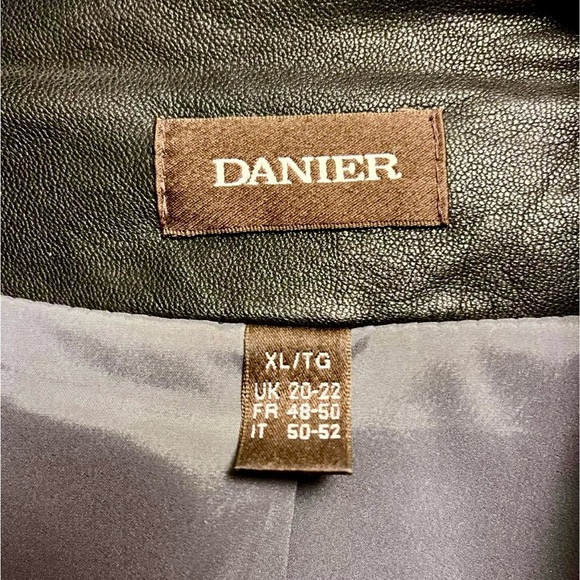 DANIER
XL/TG
UK 20-22
FR 48-50
IT 50-52